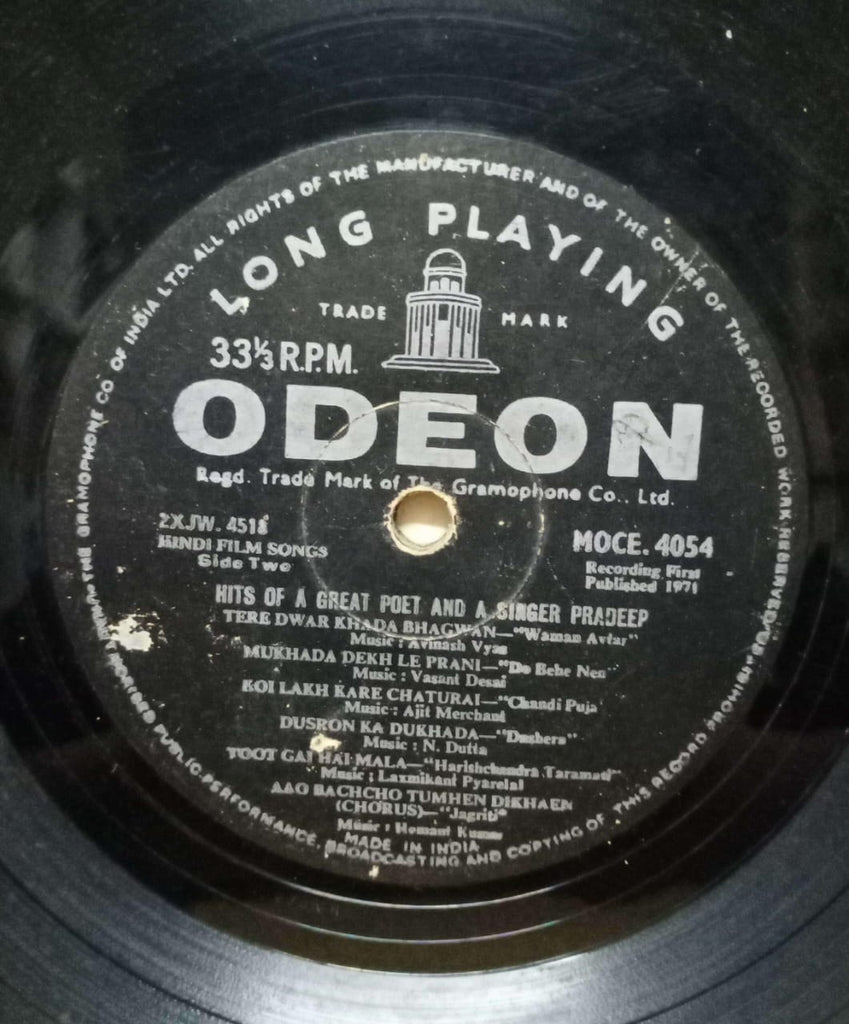 THE GRAMOPHONE CO OF INDIA LTD. ALL RIGHTS OF THE MANUFACTURER AND OF THE OWNER OF THE RECORDED WORK RESERVED
PUBLIC PERFORMANCE, BROADCASTING AND COPYING OF THIS RECORD PROHIBITED
LONG PLAYING
TRADE MARK
33⅓ R.P.M.
ODEON
Regd. Trade Mark of The Gramophone Co., Ltd.
2XJW. 4518
HINDI FILM SONGS
Side Two
MOCE. 4054
Recording First
Published 1971
HITS OF A GREAT POET AND A SINGER PRADEEP
TERE DWAR KHADA BHAGWAN—"Waman Avtar"
Music : Avinash Vyas
MUKHADA DEKH LE PRANI—"Do Behe Nen"
Music : Vasant Desai
KOI LAKH KARE CHATURAI—"Chandi Puja"
Music : Ajit Merchant
DUSRON KA DUKHADA—"Dashera"
Music : N. Dutta
TOOT GAI HAI MALA—"Harishchandra Taramati"
Music : Laxmikant Pyarelal
AAO BACHCHO TUMHEN DIKHAEN
(CHORUS)—"Jagriti"
Music : Hemant Kumar
MADE IN INDIA